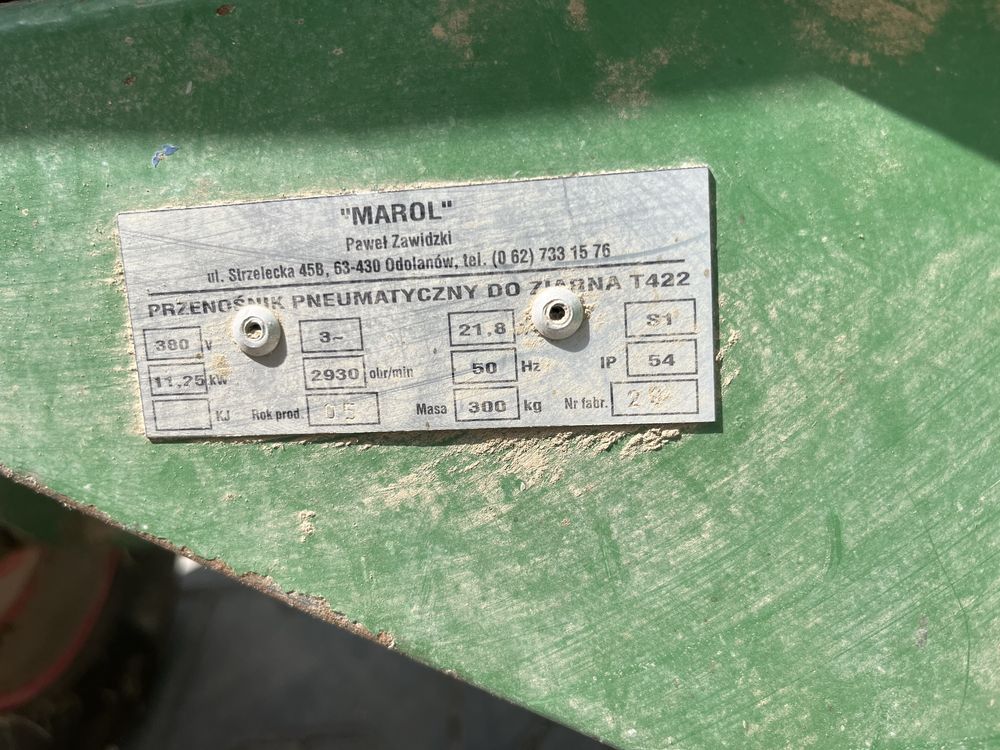 "MAROL"
Paweł Zawidzki
ul. Strzelecka 45B, 63-430 Odolanów, tel. (0 62) 733 15 76
PRZENOŚNIK PNEUMATYCZNY DO ZIARNA T422
380 V 3~ 21,8 S1
11,25 kW 2930 obr/min 50 Hz IP 54
KJ Rok prod. 05 Masa 300 kg Nr fabr.